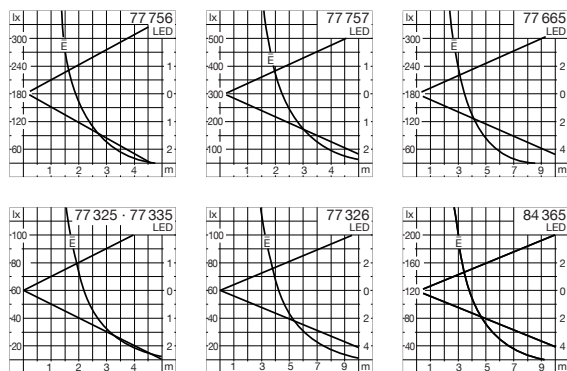 lx 77 756
LED
E̅
300
240 1
180 0
120 1
60 2
1 2 3 4 m
lx 77 757
LED
E̅
500
400 1
300 0
200 1
100 2
1 2 3 4 m
lx 77 665
LED
E̅
300
240 2
180 0
120 2
60 4
1 3 5 7 9 m
lx 77 325 · 77 335
LED
E̅
100
80 1
60 0
40 1
20 2
1 2 3 4 m
lx 77 326
LED
E̅
100
80 2
60 0
40 2
20 4
1 3 5 7 9 m
lx 84 365
LED
E̅
200
160 2
120 0
80 2
40 4
1 3 5 7 9 m